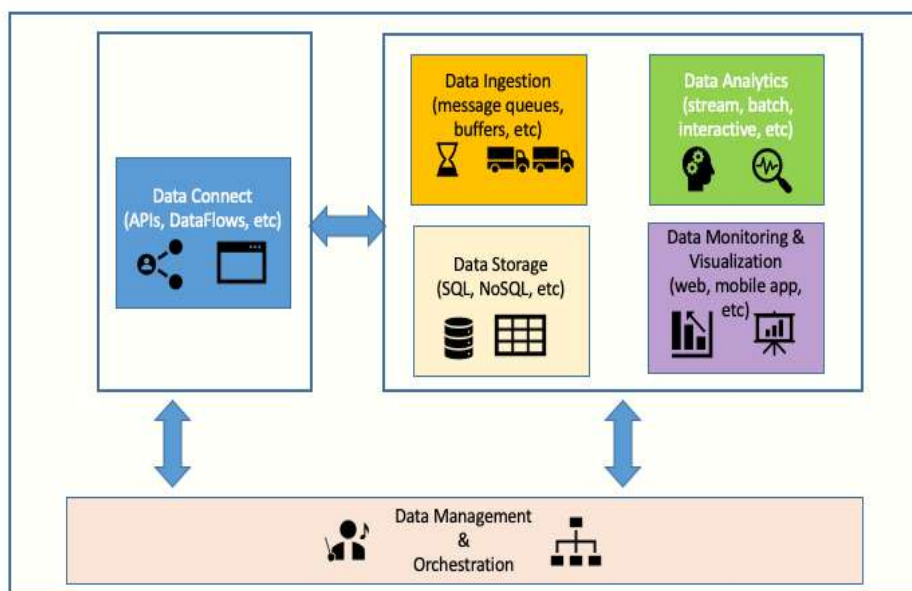 Data Connect
(APIs, DataFlows, etc)
Data Ingestion
(message queues,
buffers, etc)
Data Analytics
(stream, batch,
interactive, etc)
Data Storage
(SQL, NoSQL, etc)
Data Monitoring &
Visualization
(web, mobile app,
etc)
Data Management
&
Orchestration